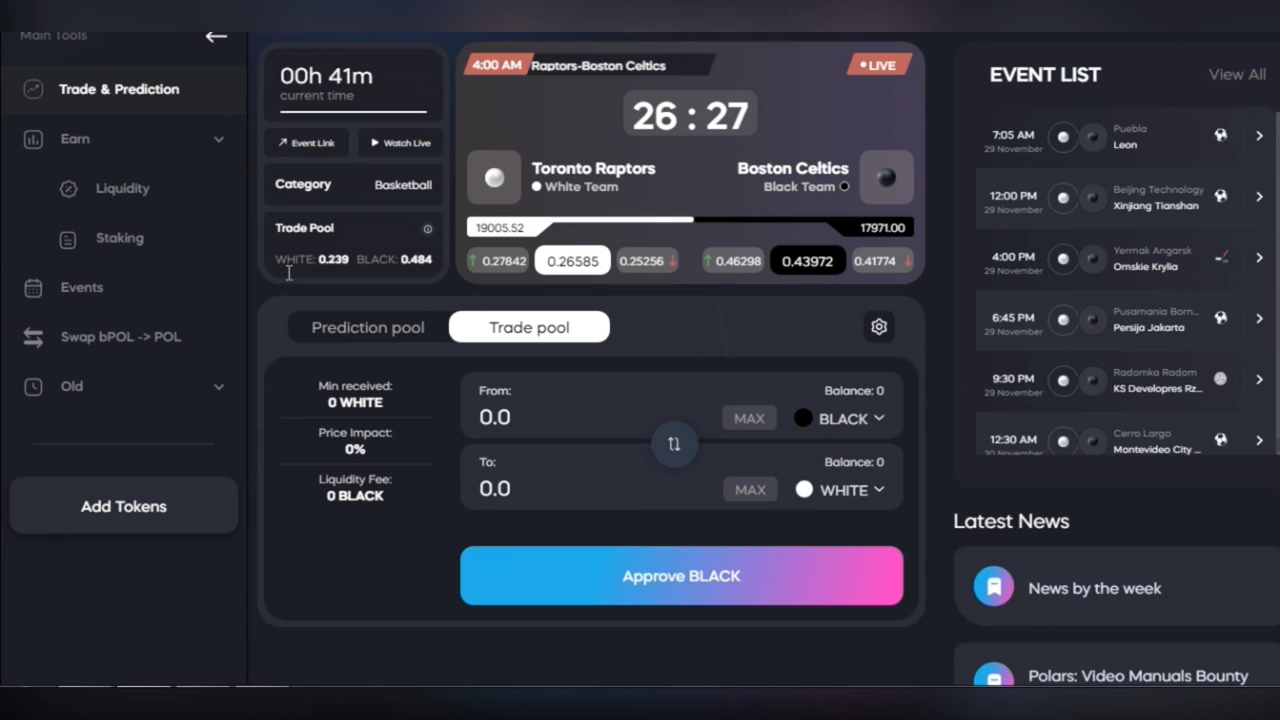 Main Tools
Trade & Prediction
Earn
Liquidity
Staking
Events
Swap bPOL -> POL
Old
Add Tokens
00h 41m
current time
Event Link
Watch Live
Category Basketball
Trade Pool
WHITE: 0.239 BLACK: 0.484
4:00 AM Raptors-Boston Celtics
LIVE
26 : 27
Toronto Raptors
White Team
Boston Celtics
Black Team
19005.52 17971.00
0.27842 0.26585 0.25256 0.46298 0.43972 0.41774
Prediction pool Trade pool
Min received:
0 WHITE
Price Impact:
0%
Liquidity Fee:
0 BLACK
From: Balance: 0
0.0 MAX BLACK
To: Balance: 0
0.0 MAX WHITE
Approve BLACK
EVENT LIST View All
7:05 AM
29 November
Puebla
Leon
12:00 PM
29 November
Beijing Technology
Xinjiang Tianshan
4:00 PM
29 November
Yermak Angarsk
Omskie Krylia
6:45 PM
29 November
Pusamania Born...
Persija Jakarta
9:30 PM
29 November
Radomka Radom
KS Developres Rz...
12:30 AM
30 November
Cerro Largo
Montevideo City ...
Latest News
News by the week
Polars: Video Manuals Bounty